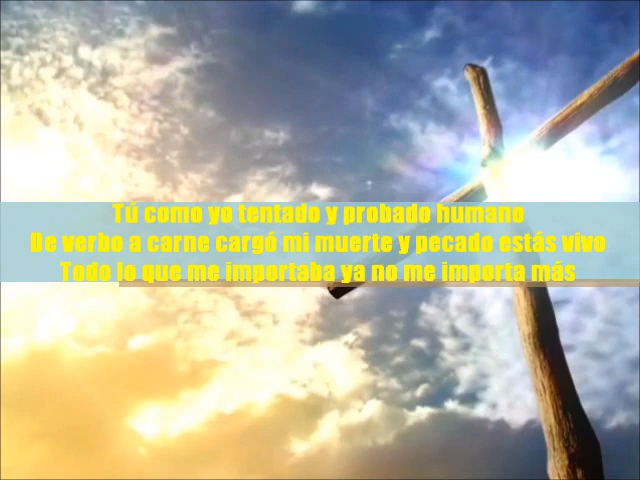 Tú como yo tentado y probado humano
De verbo a carne cargó mi muerte y pecado estás vivo
Todo lo que me importaba ya no me importa más